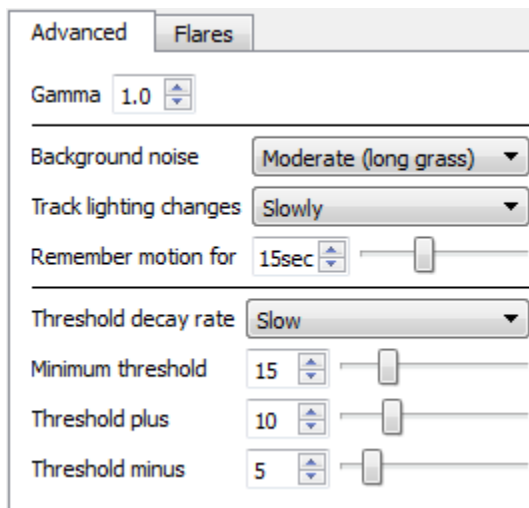 Advanced Flares
Gamma 1.0
Background noise Moderate (long grass)
Track lighting changes Slowly
Remember motion for 15sec
Threshold decay rate Slow
Minimum threshold 15
Threshold plus 10
Threshold minus 5